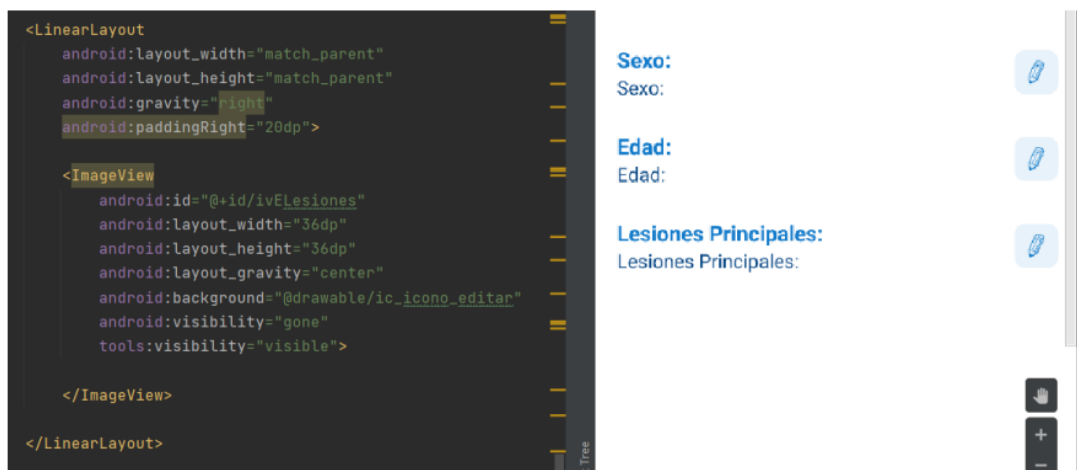 <LinearLayout
android:layout_width="match_parent"
android:layout_height="match_parent"
android:gravity="right"
android:paddingRight="20dp">
<ImageView
android:id="@+id/ivELesiones"
android:layout_width="36dp"
android:layout_height="36dp"
android:layout_gravity="center"
android:background="@drawable/ic_icono_editar"
android:visibility="gone"
tools:visibility="visible">
</ImageView>
</LinearLayout>
Tree
Sexo:
Sexo:
Edad:
Edad:
Lesiones Principales:
Lesiones Principales:
+
−